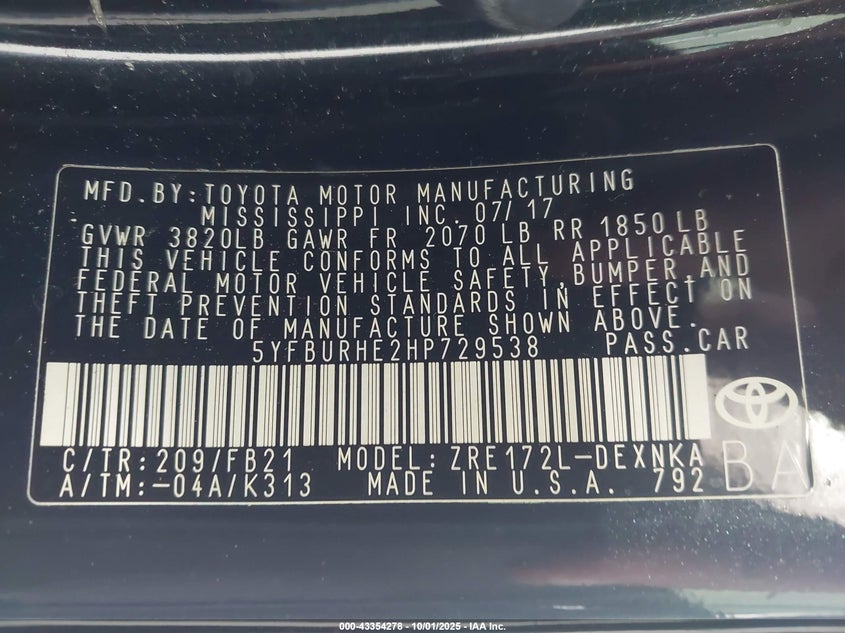 MFD.BY:TOYOTA MOTOR MANUFACTURING
MISSISSIPPI INC. 07/17
GVWR 3820LB GAWR FR 2070 LB RR 1850 LB
THIS VEHICLE CONFORMS TO ALL APPLICABLE
FEDERAL MOTOR VEHICLE SAFETY,BUMPER,AND
THEFT PREVENTION STANDARDS IN EFFECT ON
THE DATE OF MANUFACTURE SHOWN ABOVE.
5YFBURHE2HP729538 PASS.CAR
C/TR:209/FB21 MODEL:ZRE172L-DEXNKA
A/TM:-04A/K313 MADE IN U.S.A. 792
BA
000-43354278 - 10/01/2025 - IAA Inc.